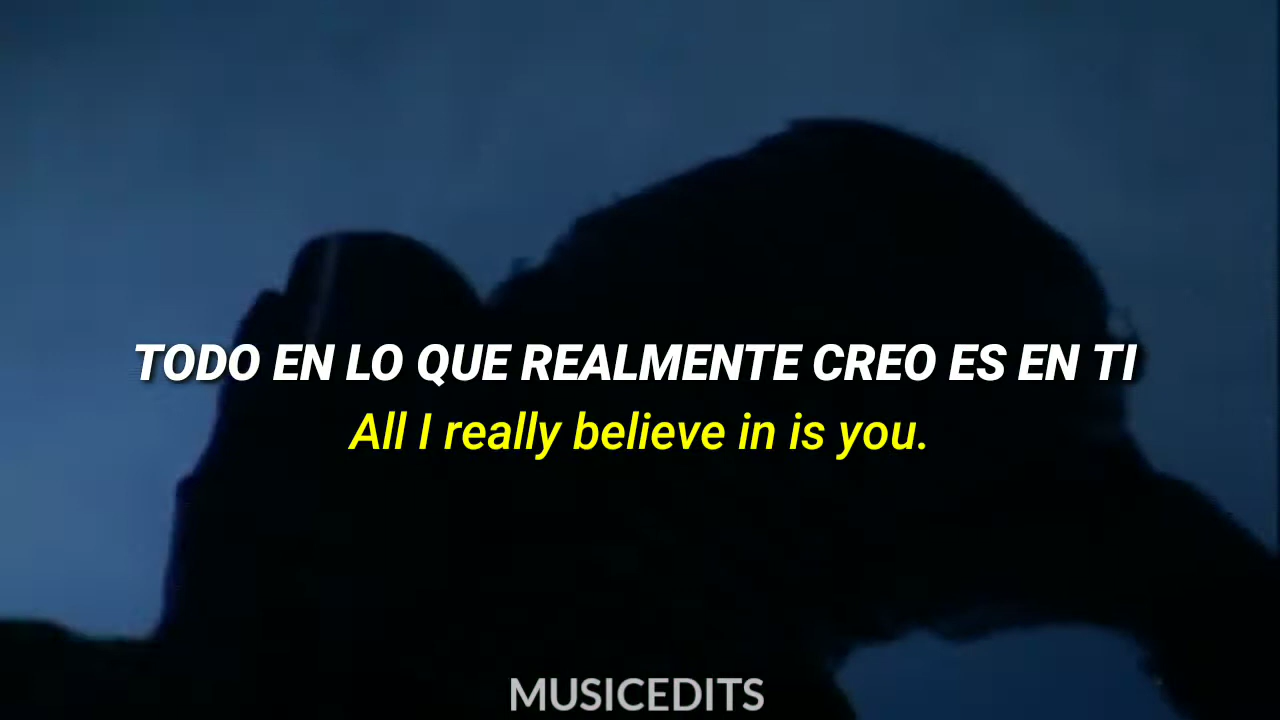 TODO EN LO QUE REALMENTE CREO ES EN TI
All I really believe in is you.
MUSICEDITS